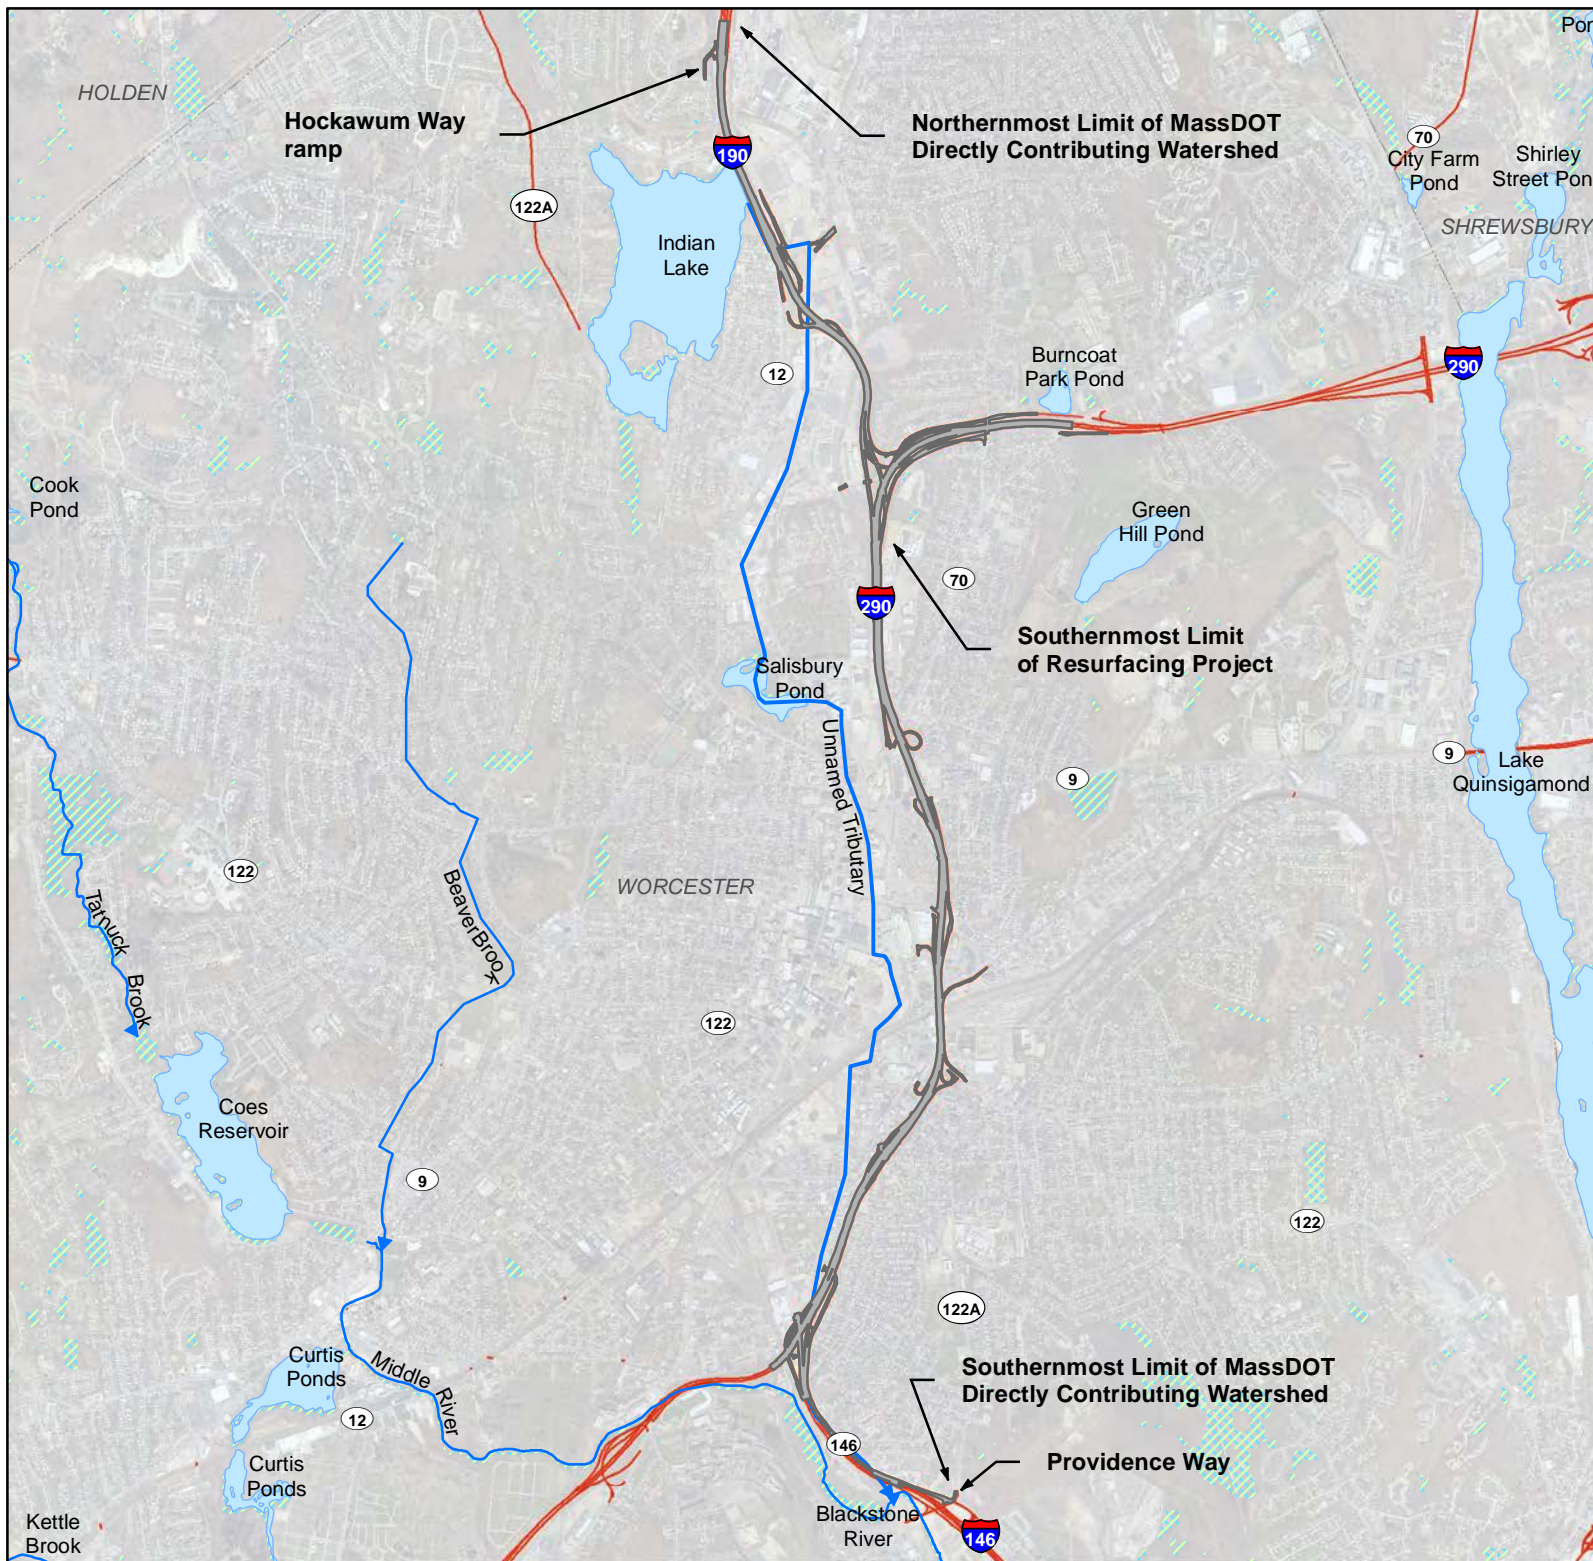 Pon
HOLDEN
Hockawum Way
ramp
Northernmost Limit of MassDOT
Directly Contributing Watershed
190
122A
70
City Farm
Pond
Shirley
Street Pon
SHREWSBURY
Indian
Lake
12
Burncoat
Park Pond
290
Cook
Pond
Green
Hill Pond
70
290
Southernmost Limit
of Resurfacing Project
Salisbury
Pond
Unnamed Tributary
9
9
Lake
Quinsigamond
122
WORCESTER
Beaver Brook
Tatnuck Brook
122
Coes
Reservoir
9
122
122A
Curtis
Ponds
Middle River
12
Southernmost Limit of MassDOT
Directly Contributing Watershed
146
Providence Way
Curtis
Ponds
Blackstone
River
146
Kettle
Brook